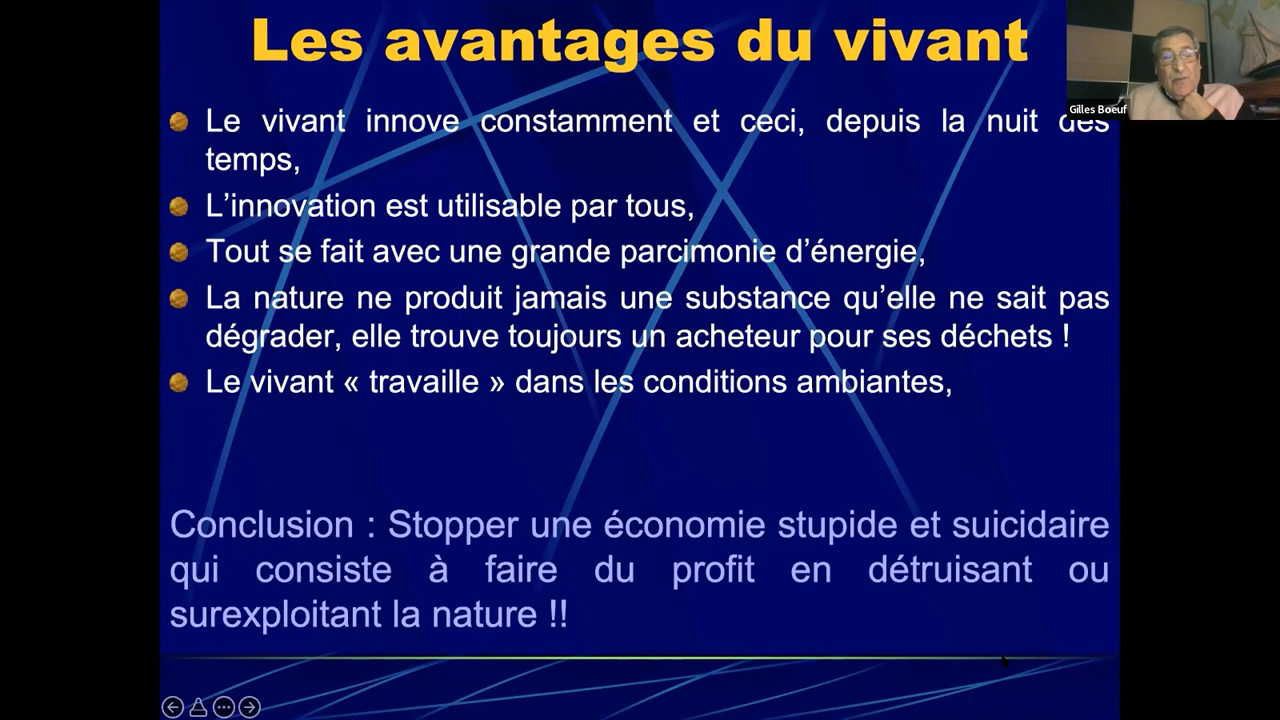 Les avantages du vivant
Gilles Boeuf
Le vivant innove constamment et ceci, depuis la nuit des
temps,
L’innovation est utilisable par tous,
Tout se fait avec une grande parcimonie d’énergie,
La nature ne produit jamais une substance qu’elle ne sait pas
dégrader, elle trouve toujours un acheteur pour ses déchets !
Le vivant « travaille » dans les conditions ambiantes,
Conclusion : Stopper une économie stupide et suicidaire
qui consiste à faire du profit en détruisant ou
surexploitant la nature !!